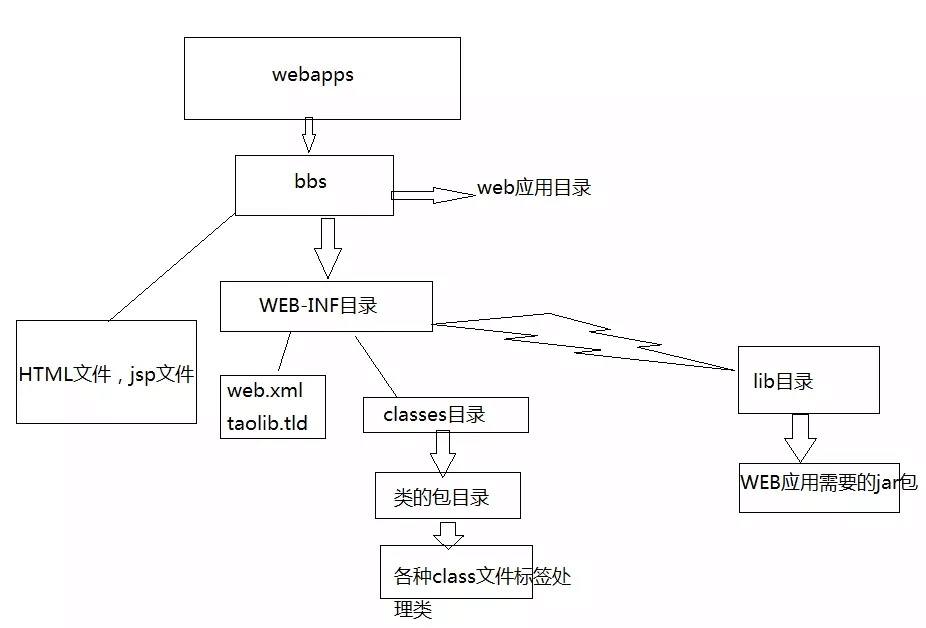 webapps
bbs
web应用目录
WEB-INF目录
HTML文件，jsp文件
web.xml
taolib.tld
classes目录
lib目录
类的包目录
WEB应用需要的jar包
各种class文件标签处
理类